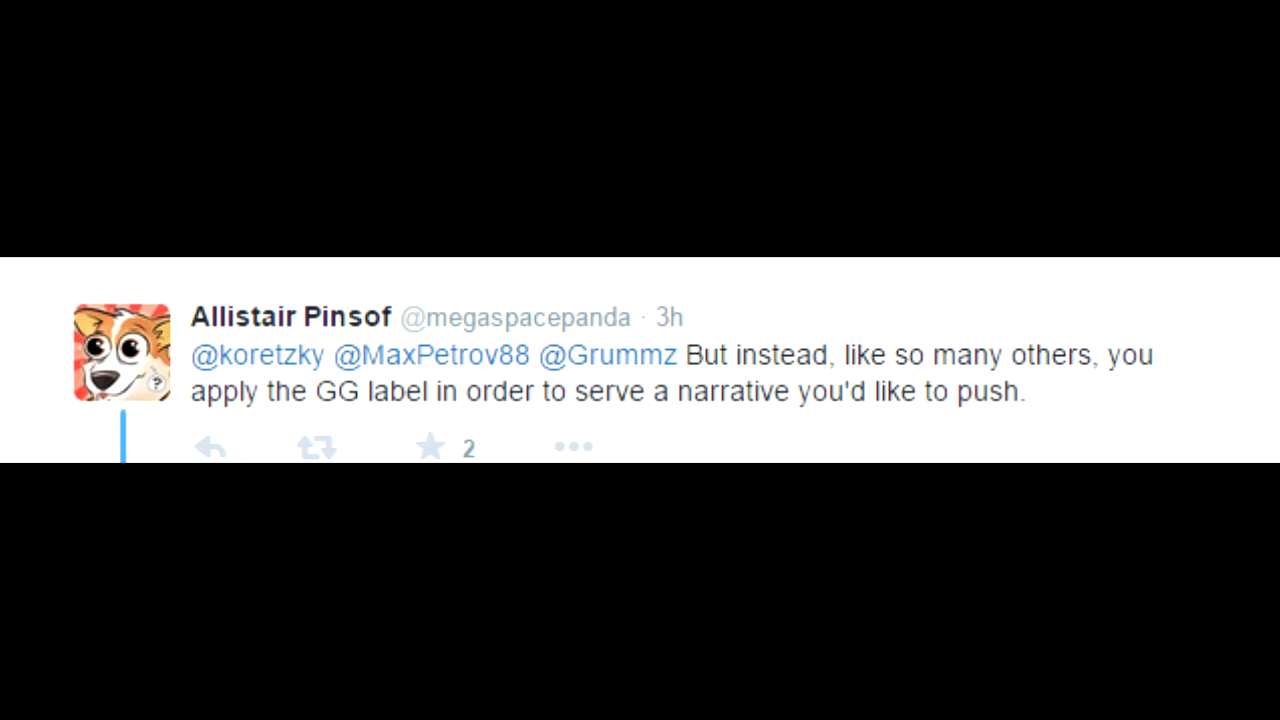 Allistair Pinsof @megaspacepanda · 3h
@koretzky @MaxPetrov88 @Grummz But instead, like so many others, you
apply the GG label in order to serve a narrative you'd like to push.
2